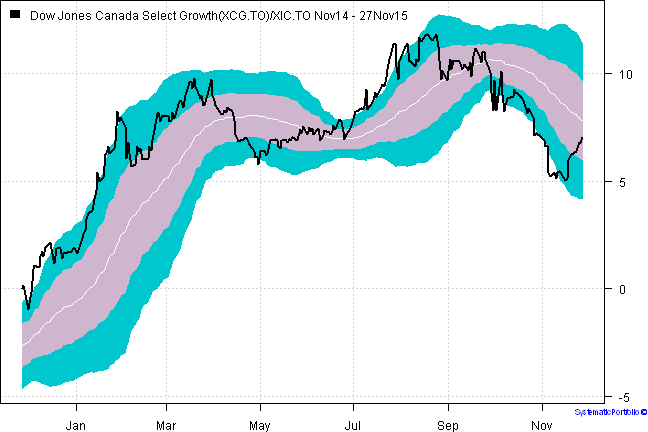 Dow Jones Canada Select Growth(XCG.TO)/XIC.TO Nov14 - 27Nov15
10
5
0
-5
Jan Mar May Jul Sep Nov
SystematicPortfolio ©